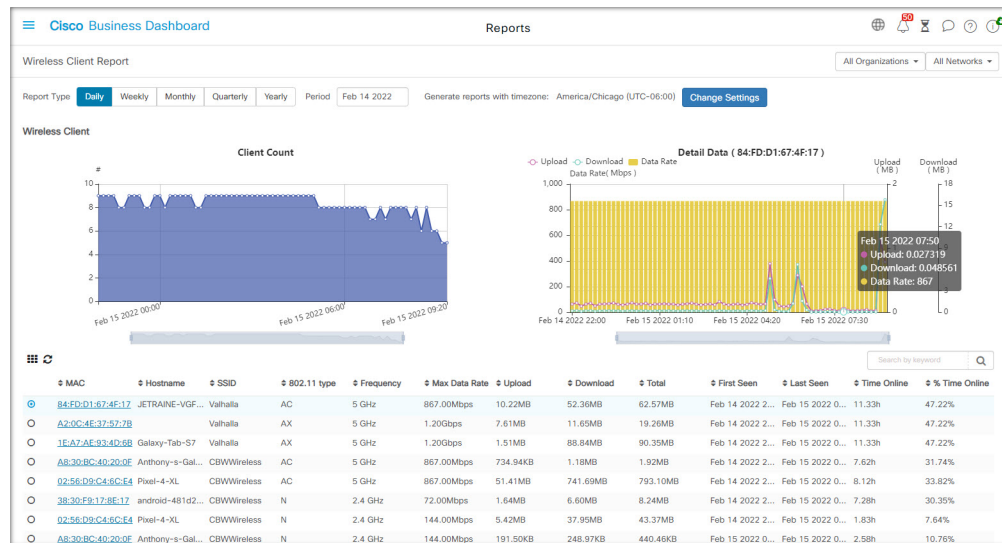 Cisco Business Dashboard
Reports
50
Wireless Client Report
All Organizations
All Networks
Report Type Daily Weekly Monthly Quarterly Yearly Period Feb 14 2022 Generate reports with timezone: America/Chicago (UTC-06:00) Change Settings
Wireless Client
Client Count
#
10
8
6
4
2
0
Feb 15 2022 00:00
Feb 15 2022 06:00
Feb 15 2022 09:20
Detail Data ( 84:FD:D1:67:4F:17 )
Upload Download Data Rate
Data Rate( Mbps )
Upload ( MB )
Download ( MB )
1,000
800
600
400
200
0
2
0
18
15
12
3
0
Feb 15 2022 07:50
Upload: 0.027319
Download: 0.048561
Data Rate: 867
Feb 14 2022 22:00
Feb 15 2022 01:10
Feb 15 2022 04:20
Feb 15 2022 07:30
Search by keyword
MAC Hostname SSID 802.11 type Frequency Max Data Rate Upload Download Total First Seen Last Seen Time Online % Time Online
84:FD:D1:67:4F:17 JETRAINE-VGF... Valhalla AC 5 GHz 867.00Mbps 10.22MB 52.36MB 62.57MB Feb 14 2022 2... Feb 15 2022 0... 11.33h 47.22%
A2:0C:4E:37:57:7B Valhalla AX 5 GHz 1.20Gbps 7.61MB 11.65MB 19.26MB Feb 14 2022 2... Feb 15 2022 0... 11.33h 47.22%
1E:A7:AE:93:4D:6B Galaxy-Tab-S7 Valhalla AX 5 GHz 1.20Gbps 1.51MB 88.84MB 90.35MB Feb 14 2022 2... Feb 15 2022 0... 11.33h 47.22%
A8:30:BC:40:20:0F Anthony-s-Gal... CBWWireless AC 5 GHz 867.00Mbps 734.94KB 1.18MB 1.92MB Feb 14 2022 2... Feb 15 2022 0... 7.62h 31.74%
02:56:D9:C4:6C:E4 Pixel-4-XL CBWWireless AC 5 GHz 867.00Mbps 51.41MB 741.69MB 793.10MB Feb 14 2022 2... Feb 15 2022 0... 8.12h 33.82%
38:30:F9:17:8E:17 android-481d2... CBWWireless N 2.4 GHz 72.00Mbps 1.64MB 6.60MB 8.24MB Feb 14 2022 2... Feb 15 2022 0... 7.28h 30.35%
02:56:D9:C4:6C:E4 Pixel-4-XL CBWWireless N 2.4 GHz 144.00Mbps 5.42MB 37.95MB 43.37MB Feb 14 2022 2... Feb 15 2022 0... 1.83h 7.64%
A8:30:BC:40:20:0F Anthony-s-Gal... CBWWireless N 2.4 GHz 144.00Mbps 191.50KB 248.97KB 440.46KB Feb 14 2022 2... Feb 15 2022 0... 2.58h 10.76%